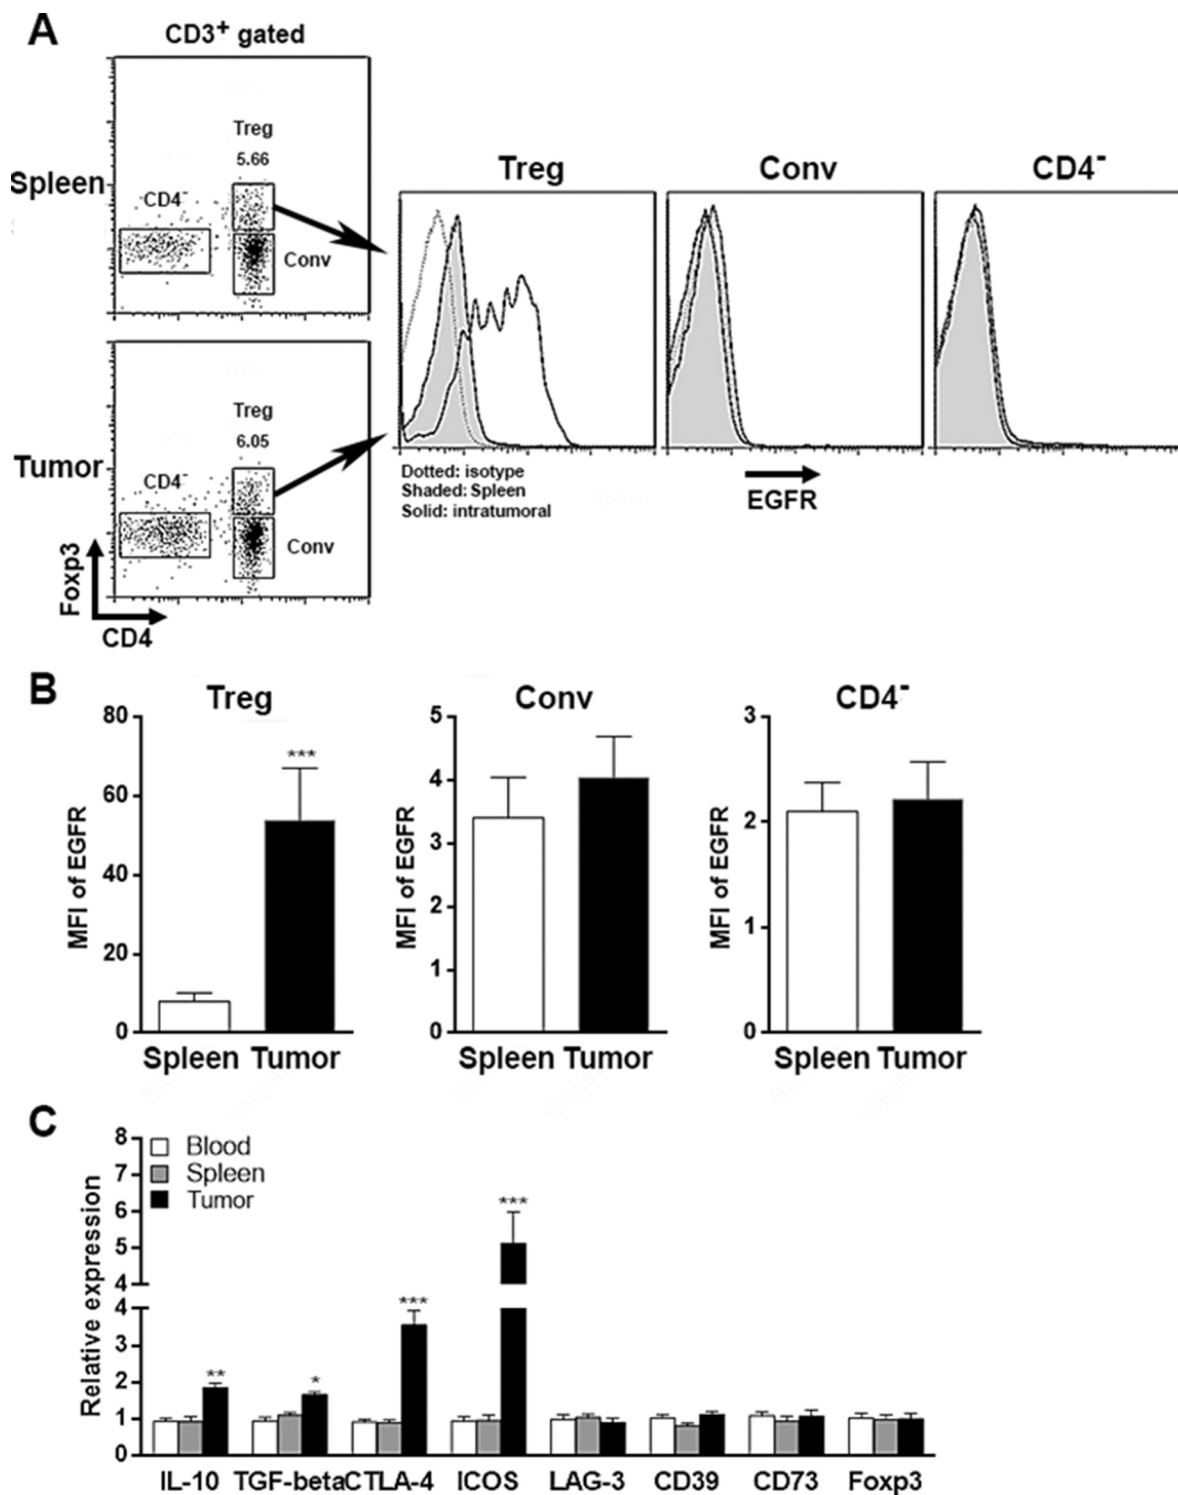 A
CD3+ gated
Spleen
Treg
5.66
CD4-
Conv
Tumor
Treg
6.05
CD4-
Conv
Foxp3
CD4
Treg
Conv
CD4-
Dotted: isotype
Shaded: Spleen
Solid: intratumoral
EGFR
B
Treg
MFI of EGFR
80
60
40
20
0
Spleen Tumor
***
Conv
MFI of EGFR
5
4
3
2
1
0
Spleen Tumor
CD4-
MFI of EGFR
3
2
1
0
Spleen Tumor
C
Relative expression
8
7
6
5
4
4
3
2
1
0
Blood
Spleen
Tumor
**
*
***
***
IL-10 TGF-beta CTLA-4 ICOS LAG-3 CD39 CD73 Foxp3